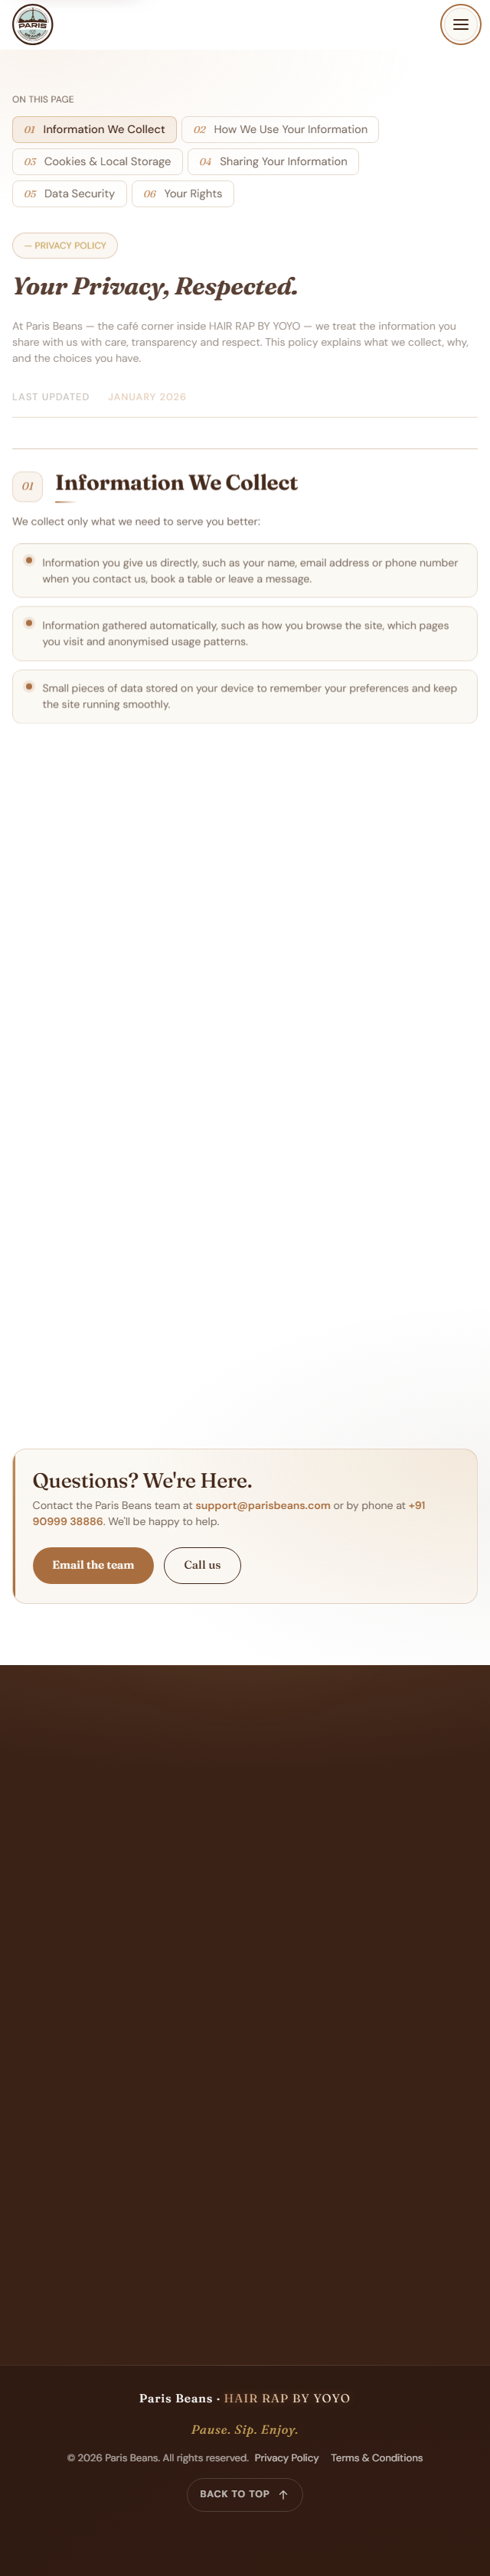 PARIS
ON THIS PAGE
01 Information We Collect
02 How We Use Your Information
03 Cookies & Local Storage
04 Sharing Your Information
05 Data Security
06 Your Rights
— PRIVACY POLICY
Your Privacy, Respected.
At Paris Beans — the café corner inside HAIR RAP BY YOYO — we treat the information you
share with us with care, transparency and respect. This policy explains what we collect, why,
and the choices you have.
LAST UPDATED JANUARY 2026
01 Information We Collect
We collect only what we need to serve you better:
Information you give us directly, such as your name, email address or phone number
when you contact us, book a table or leave a message.
Information gathered automatically, such as how you browse the site, which pages
you visit and anonymised usage patterns.
Small pieces of data stored on your device to remember your preferences and keep
the site running smoothly.
Questions? We're Here.
Contact the Paris Beans team at support@parisbeans.com or by phone at +91
90999 38886. We'll be happy to help.
Email the team
Call us
Paris Beans · HAIR RAP BY YOYO
Pause. Sip. Enjoy.
© 2026 Paris Beans. All rights reserved. Privacy Policy Terms & Conditions
BACK TO TOP ↑